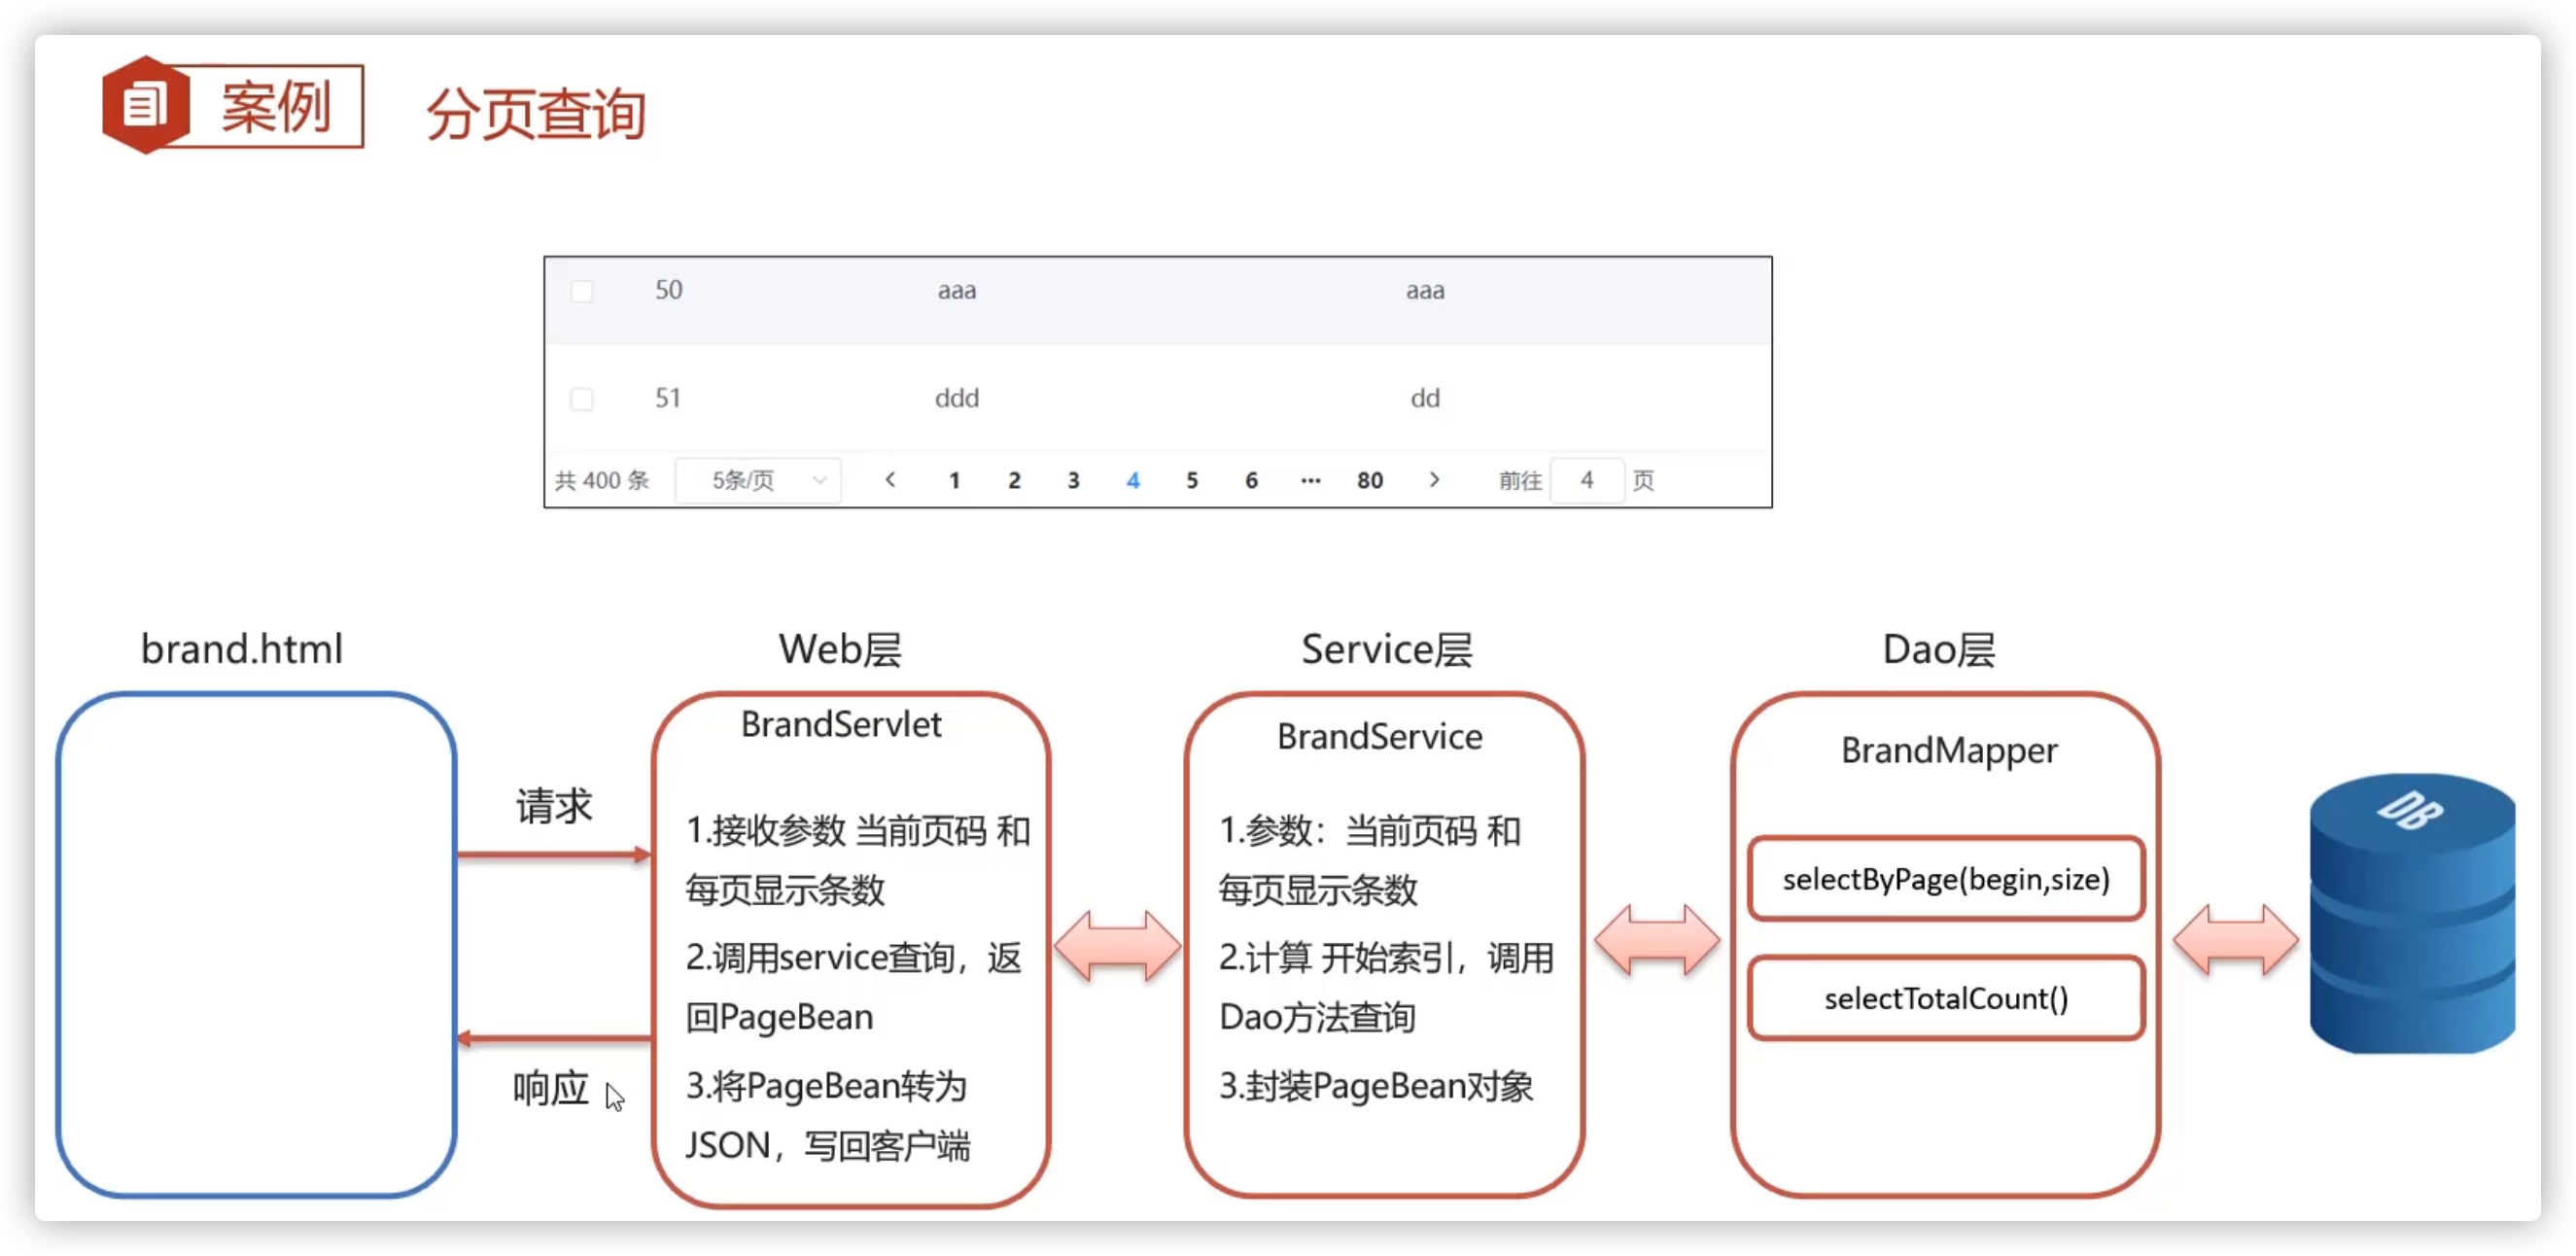 案例
分页查询
50 aaa aaa
51 ddd dd
共 400 条 5条/页 < 1 2 3 4 5 6 ··· 80 > 前往 4 页
brand.html
请求
响应
Web层
BrandServlet
1.接收参数 当前页码 和
每页显示条数
2.调用service查询，返
回PageBean
3.将PageBean转为
JSON，写回客户端
Service层
BrandService
1.参数：当前页码 和
每页显示条数
2.计算 开始索引，调用
Dao方法查询
3.封装PageBean对象
Dao层
BrandMapper
selectByPage(begin,size)
selectTotalCount()
DB